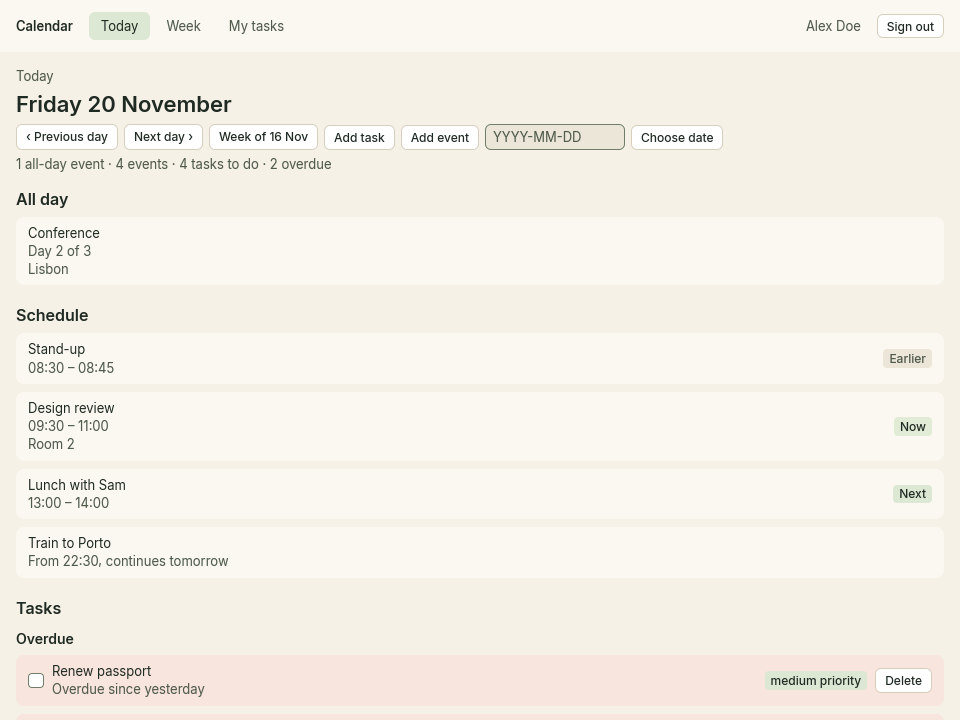 Calendar Today Week My tasks Alex Doe Sign out
Today
Friday 20 November
‹ Previous day Next day › Week of 16 Nov Add task Add event YYYY-MM-DD Choose date
1 all-day event · 4 events · 4 tasks to do · 2 overdue
All day
Conference
Day 2 of 3
Lisbon
Schedule
Stand-up
08:30 – 08:45
Earlier
Design review
09:30 – 11:00
Room 2
Now
Lunch with Sam
13:00 – 14:00
Next
Train to Porto
From 22:30, continues tomorrow
Tasks
Overdue
Renew passport
Overdue since yesterday
medium priority Delete